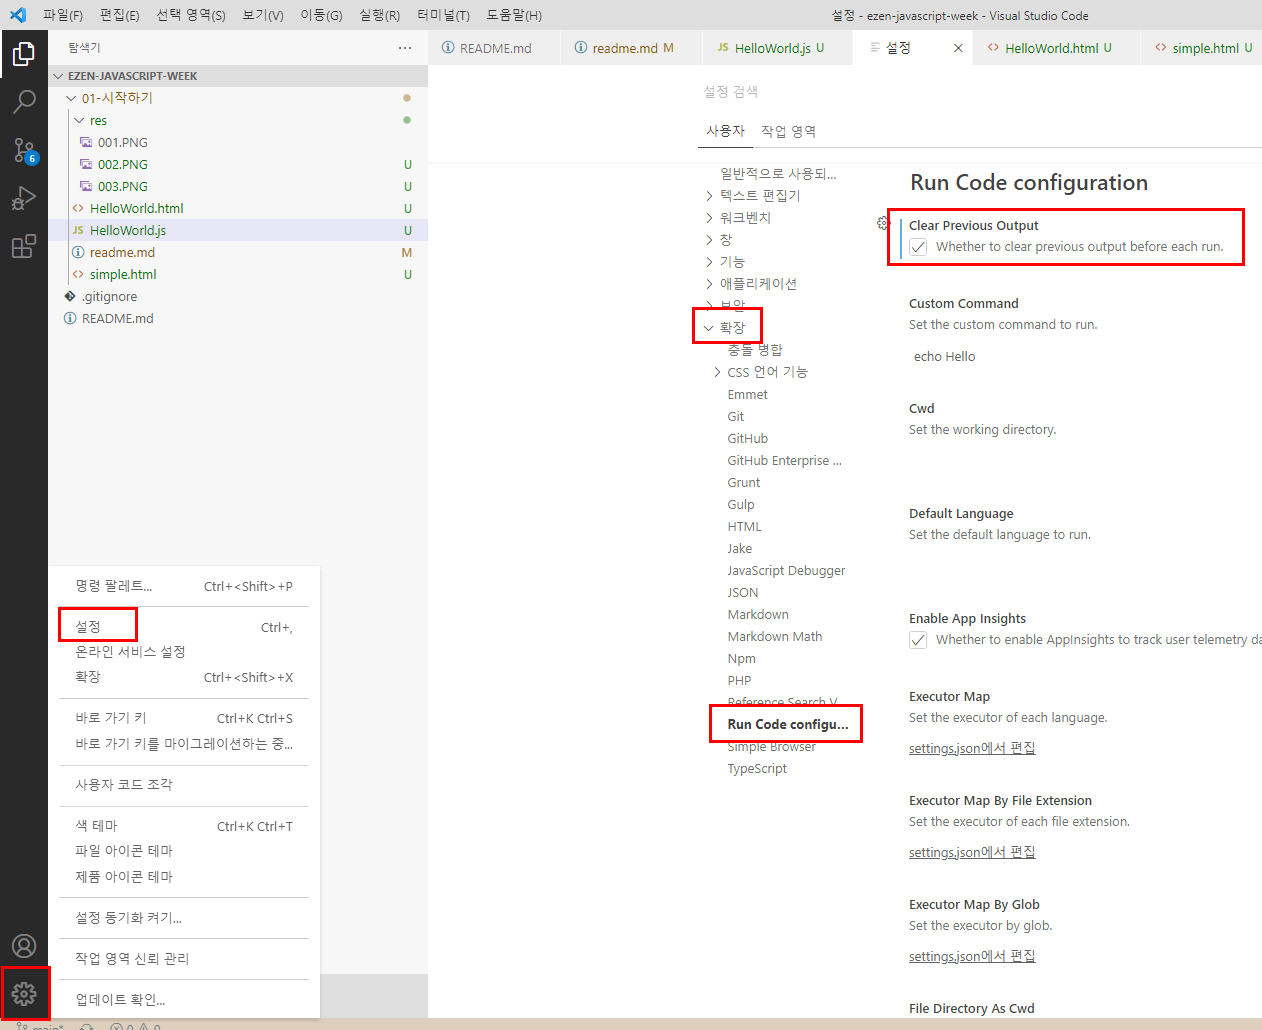 파일(F) 편집(E) 선택 영역(S) 보기(V) 이동(G) 실행(R) 터미널(T) 도움말(H) 설정 - ezen-javascript-week - Visual Studio Code
탐색기 ...
README.md readme.md M JS HelloWorld.js U 설정 HelloWorld.html U simple.html U
EZEN-JAVASCRIPT-WEEK
01-시작하기
res
001.PNG
002.PNG U
003.PNG U
HelloWorld.html U
JS HelloWorld.js U
readme.md M
simple.html U
.gitignore
README.md
6
명령 팔레트... Ctrl+<Shift>+P
설정 Ctrl+,
온라인 서비스 설정
확장 Ctrl+<Shift>+X
바로 가기 키 Ctrl+K Ctrl+S
바로 가기 키를 마이그레이션하는 중...
사용자 코드 조각
색 테마 Ctrl+K Ctrl+T
파일 아이콘 테마
제품 아이콘 테마
설정 동기화 켜기...
작업 영역 신뢰 관리
업데이트 확인...
main* 0 0
설정 검색
사용자 작업 영역
일반적으로 사용되...
텍스트 편집기
워크벤치
창
기능
애플리케이션
보안
확장
충돌 병합
CSS 언어 기능
Emmet
Git
GitHub
GitHub Enterprise ...
Grunt
Gulp
HTML
Jake
JavaScript Debugger
JSON
Markdown
Markdown Math
Npm
PHP
Reference Search V
Run Code configu...
Simple Browser
TypeScript
Run Code configuration
Clear Previous Output
Whether to clear previous output before each run.
Custom Command
Set the custom command to run.
echo Hello
Cwd
Set the working directory.
Default Language
Set the default language to run.
Enable App Insights
Whether to enable AppInsights to track user telemetry da
Executor Map
Set the executor of each language.
settings.json에서 편집
Executor Map By File Extension
Set the executor of each file extension.
settings.json에서 편집
Executor Map By Glob
Set the executor by glob.
settings.json에서 편집
File Directory As Cwd